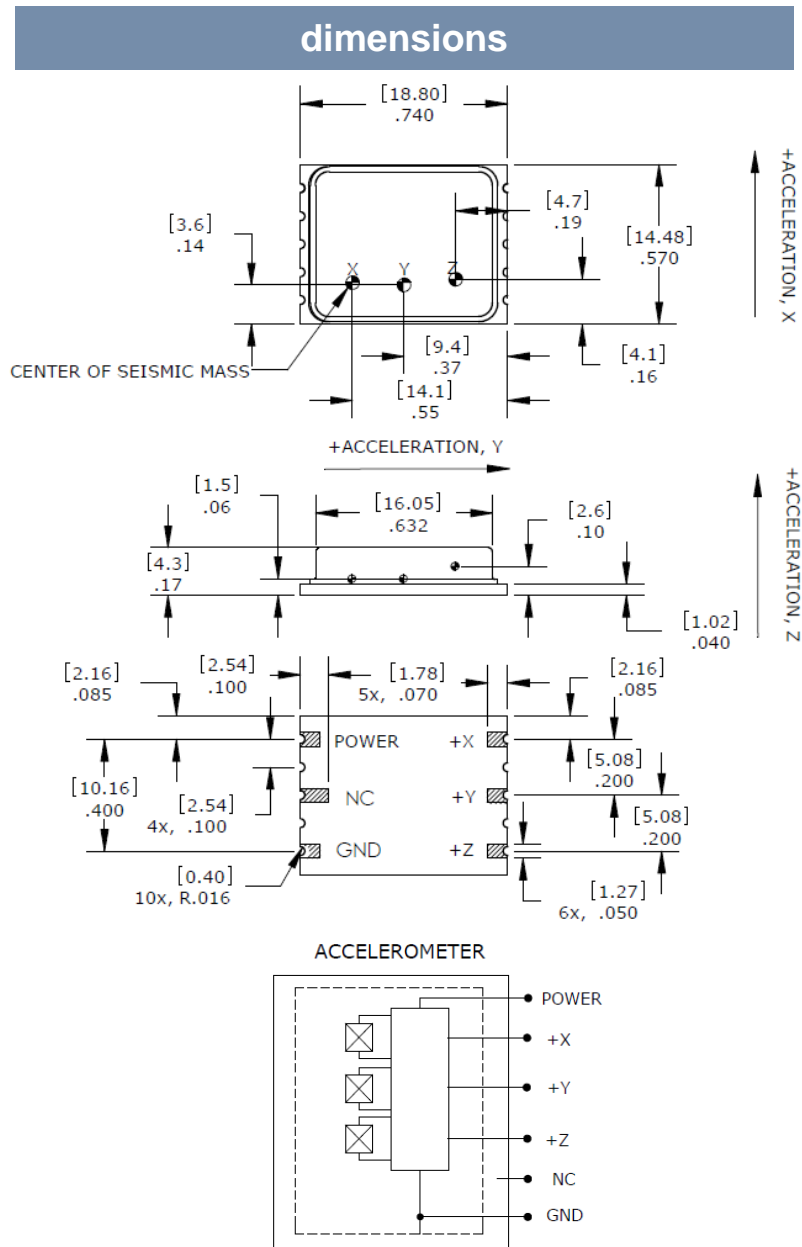 dimensions
[18.80]
.740
+ACCELERATION, X
[4.7]
.19
[3.6]
.14
[14.48]
.570
X Y Z
[9.4]
.37
[4.1]
.16
CENTER OF SEISMIC MASS
[14.1]
.55
+ACCELERATION, Y
+ACCELERATION, Z
[1.5]
.06
[16.05]
.632
[2.6]
.10
[4.3]
.17
[1.02]
.040
[2.16]
.085
[2.54]
.100
[1.78]
5x, .070
[2.16]
.085
POWER +X
[10.16]
.400
[5.08]
.200
NC +Y
[2.54]
4x, .100
[5.08]
.200
GND +Z
[0.40]
10x, R.016
[1.27]
6x, .050
ACCELEROMETER
POWER
+X
+Y
+Z
NC
GND